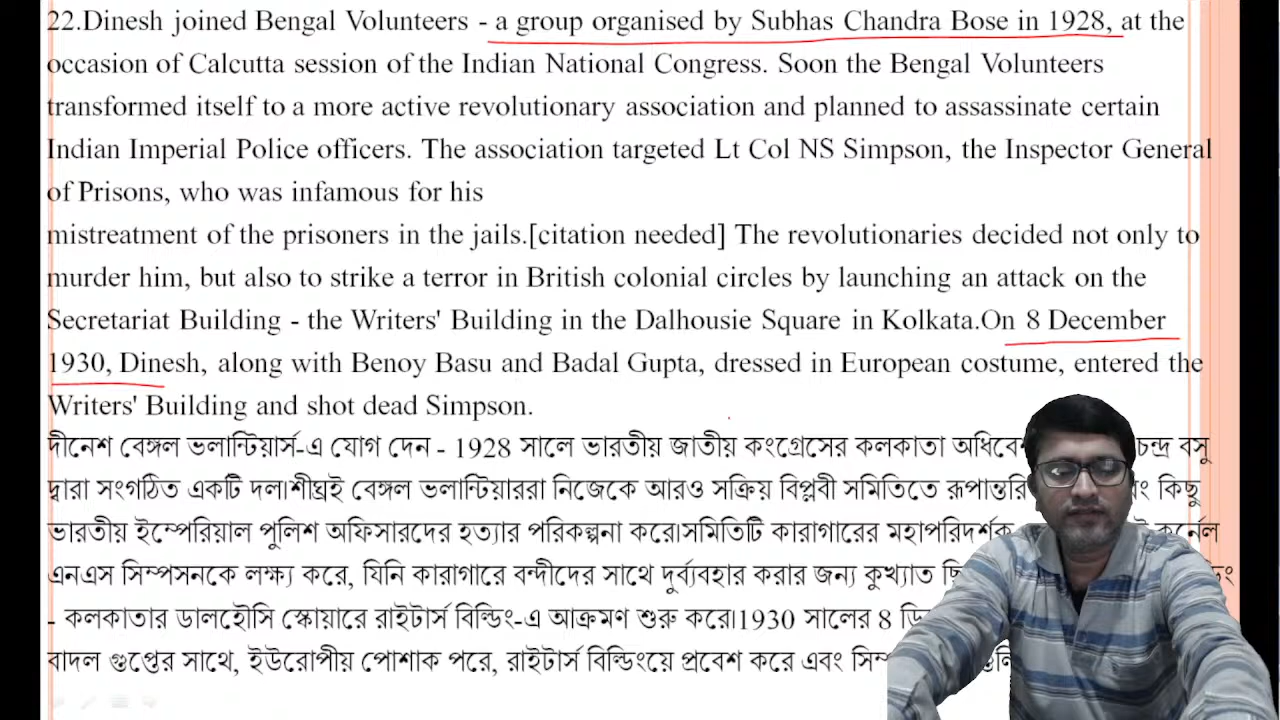 22.Dinesh joined Bengal Volunteers - a group organised by Subhas Chandra Bose in 1928, at the
occasion of Calcutta session of the Indian National Congress. Soon the Bengal Volunteers
transformed itself to a more active revolutionary association and planned to assassinate certain
Indian Imperial Police officers. The association targeted Lt Col NS Simpson, the Inspector General
of Prisons, who was infamous for his
mistreatment of the prisoners in the jails.[citation needed] The revolutionaries decided not only to
murder him, but also to strike a terror in British colonial circles by launching an attack on the
Secretariat Building - the Writers' Building in the Dalhousie Square in Kolkata.On 8 December
1930, Dinesh, along with Benoy Basu and Badal Gupta, dressed in European costume, entered the
Writers' Building and shot dead Simpson.
দীনেশ বেঙ্গল ভলান্টিয়ার্স-এ যোগ দেন - 1928 সালে ভারতীয় জাতীয় কংগ্রেসের কলকাতা চন্দ্র বসু
দ্বারা সংগঠিত একটি দল।শীঘ্রই বেঙ্গল ভলান্টিয়াররা নিজেকে আরও সক্রিয় বিপ্লবী সমিতিতে কিছু
ভারতীয় ইম্পেরিয়াল পুলিশ অফিসারদের হত্যার পরিকল্পনা করে।সমিতিটি কারাগারের মহাপরিদর্শক কর্নেল
এনএস সিম্পসনকে লক্ষ্য করে, যিনি কারাগারে বন্দীদের সাথে দুর্ব্যবহার করার জন্য কুখ্যাত
- কলকাতার ডালহৌসি স্কোয়ারে রাইটার্স বিল্ডিং-এ আক্রমণ শুরু করে।1930 সালের 8
বাদল গুপ্তের সাথে, ইউরোপীয় পোশাক পরে, রাইটার্স বিল্ডিংয়ে প্রবেশ করে এবং